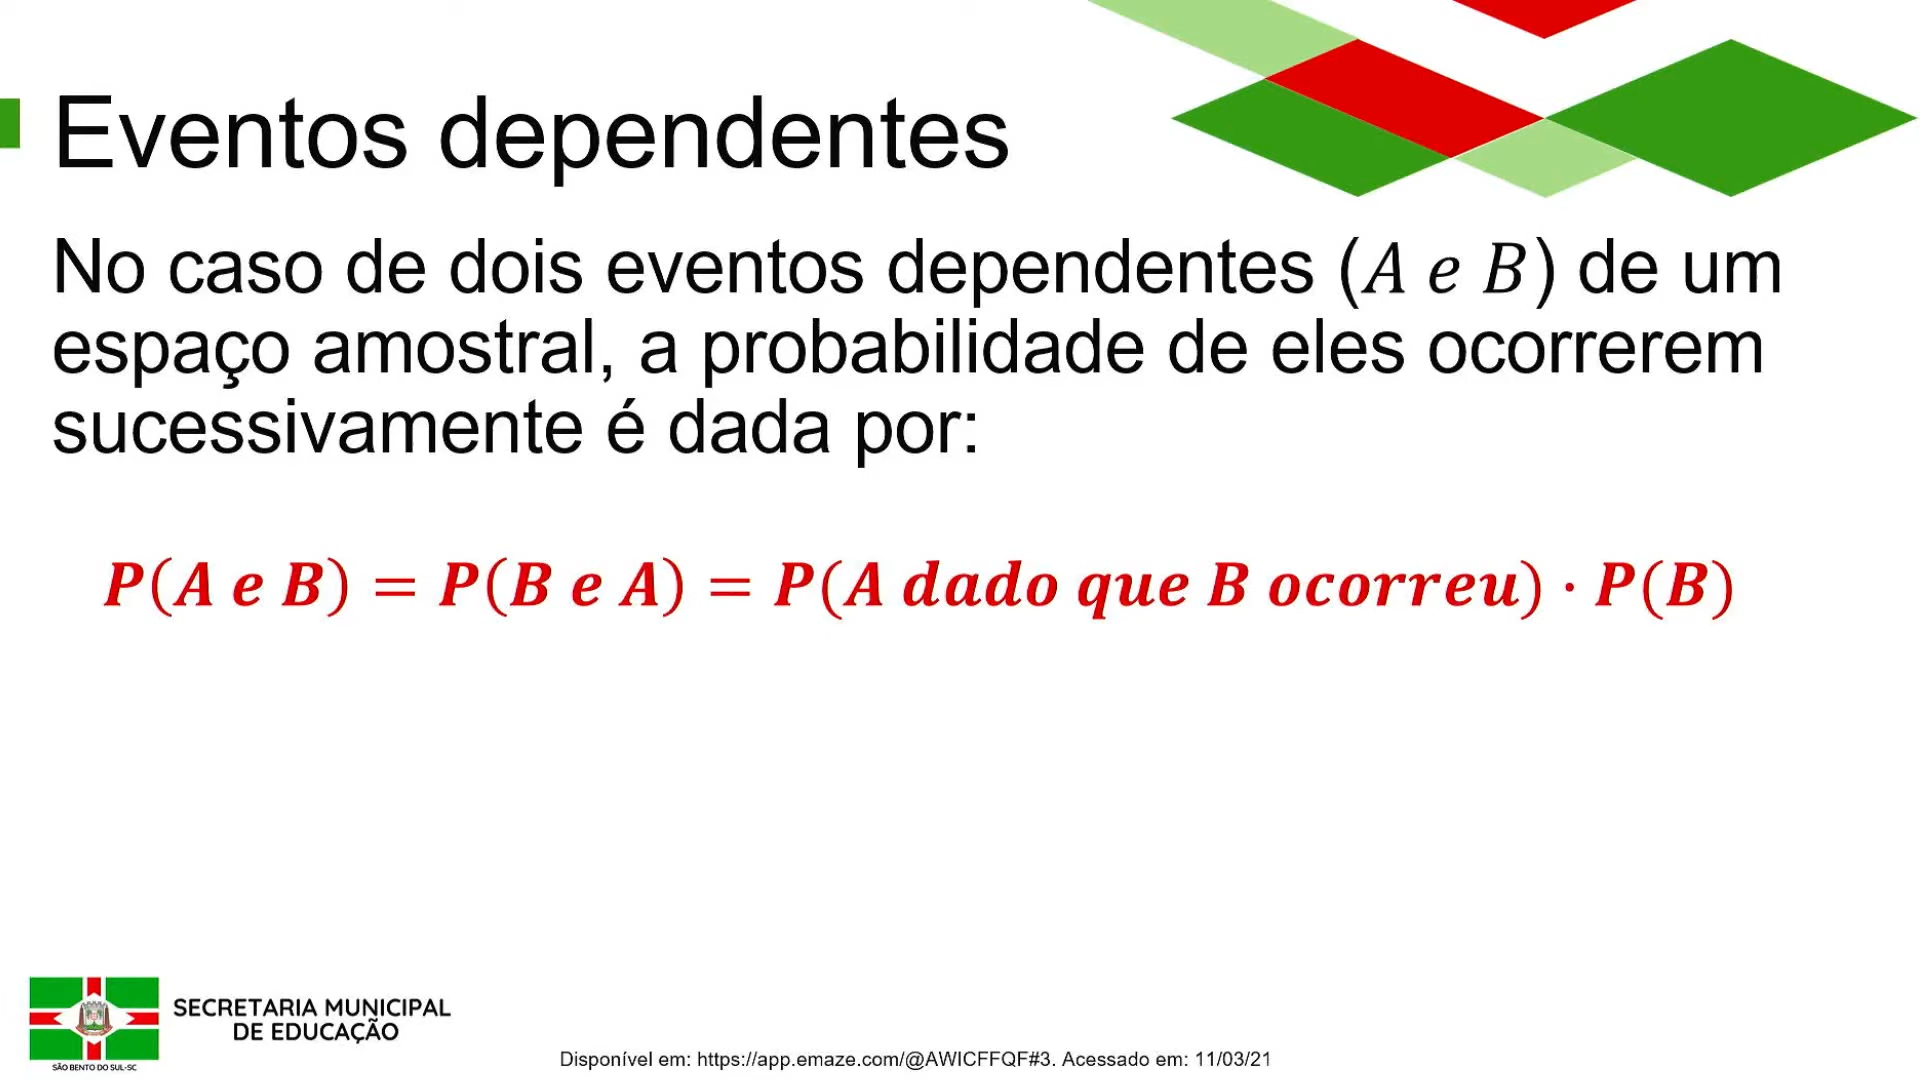 Eventos dependentes
No caso de dois eventos dependentes (A e B) de um
espaço amostral, a probabilidade de eles ocorrerem
sucessivamente é dada por:
P(A e B) = P(B e A) = P(A dado que B ocorreu) · P(B)
SECRETARIA MUNICIPAL
DE EDUCAÇÃO
SÃO BENTO DO SUL-SC
Disponível em: https://app.emaze.com/@AWICFFQF#3. Acessado em: 11/03/21